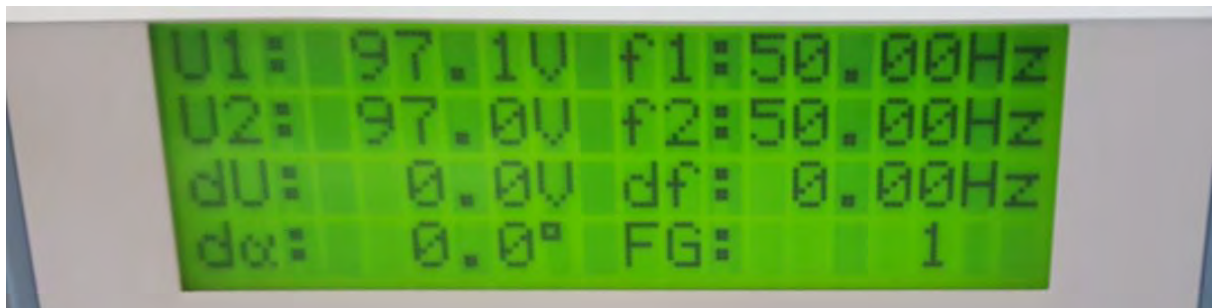 U1: 97.1V f1:50.00Hz
U2: 97.0V f2:50.00Hz
dU: 0.0V df: 0.00Hz
dα: 0.0° FG: 1